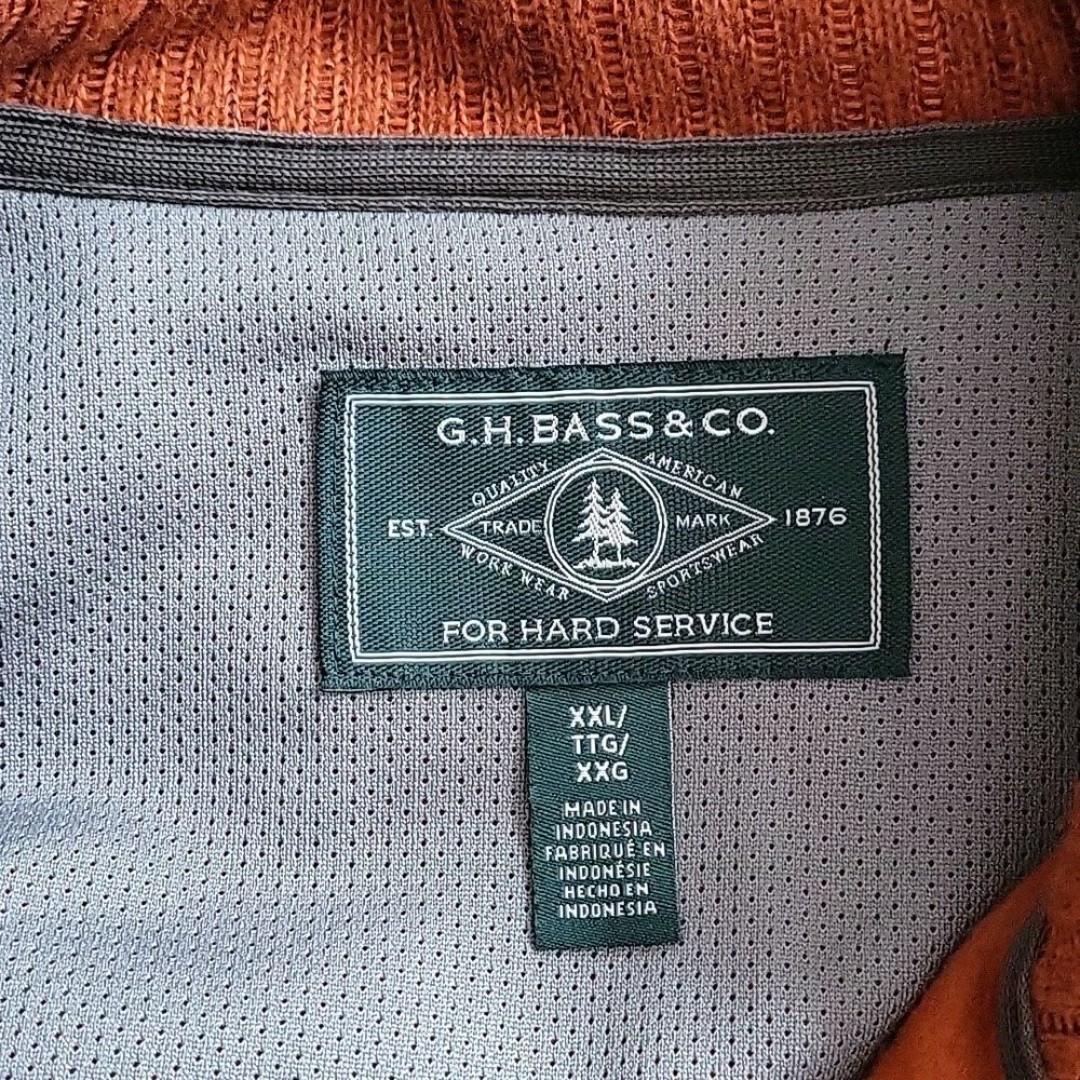 G.H.BASS & CO.
QUALITY AMERICAN
EST. TRADE MARK 1876
WORK WEAR SPORTSWEAR
FOR HARD SERVICE
XXL/
TTG/
XXG
MADE IN
INDONESIA
FABRIQUÉ EN
INDONÉSIE
HECHO EN
INDONESIA